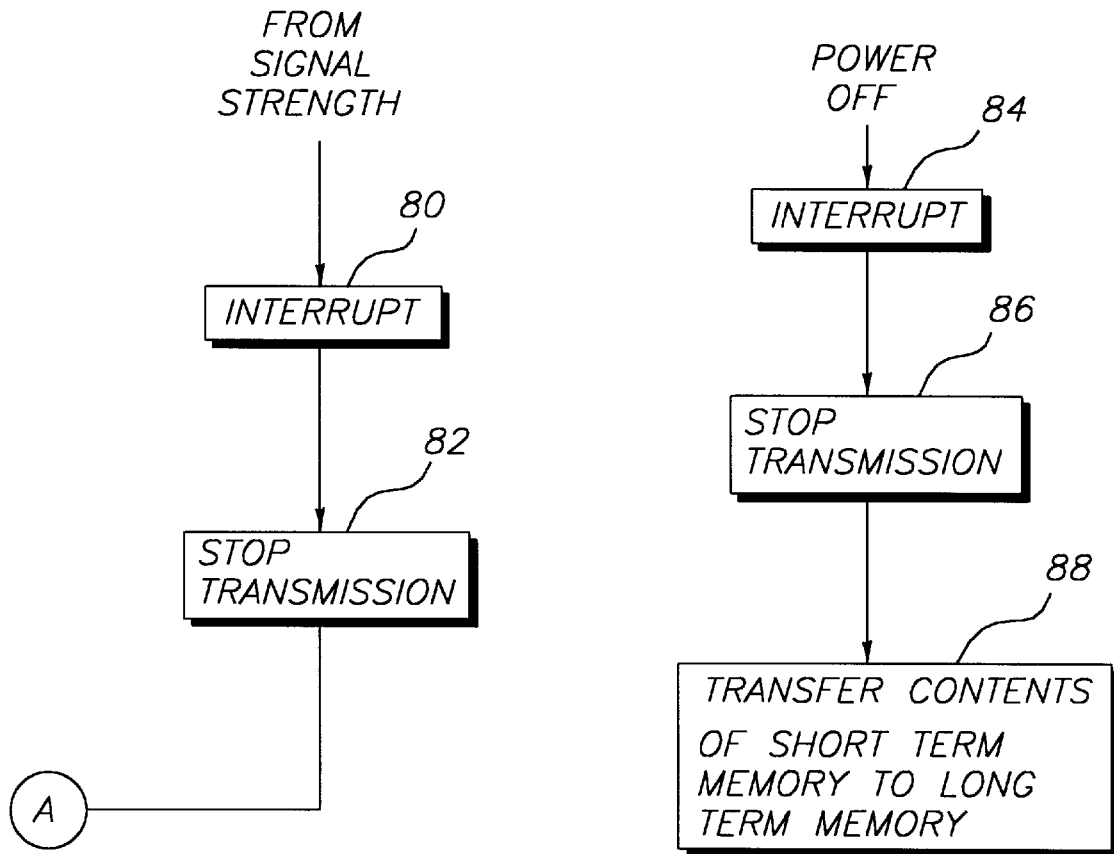 FROM
SIGNAL
STRENGTH
80
INTERRUPT
82
STOP
TRANSMISSION
A
POWER
OFF
84
INTERRUPT
86
STOP
TRANSMISSION
88
TRANSFER CONTENTS
OF SHORT TERM
MEMORY TO LONG
TERM MEMORY